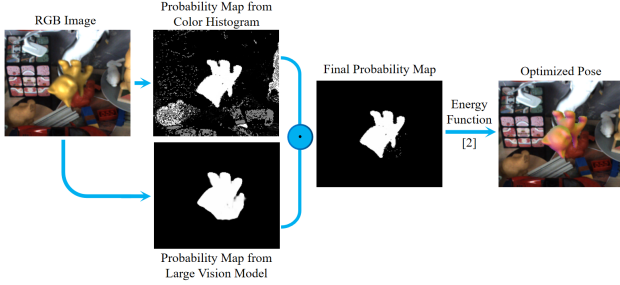 RGB Image
Probability Map from
Color Histogram
Final Probability Map
Optimized Pose
Energy
Function
[2]
Probability Map from
Large Vision Model